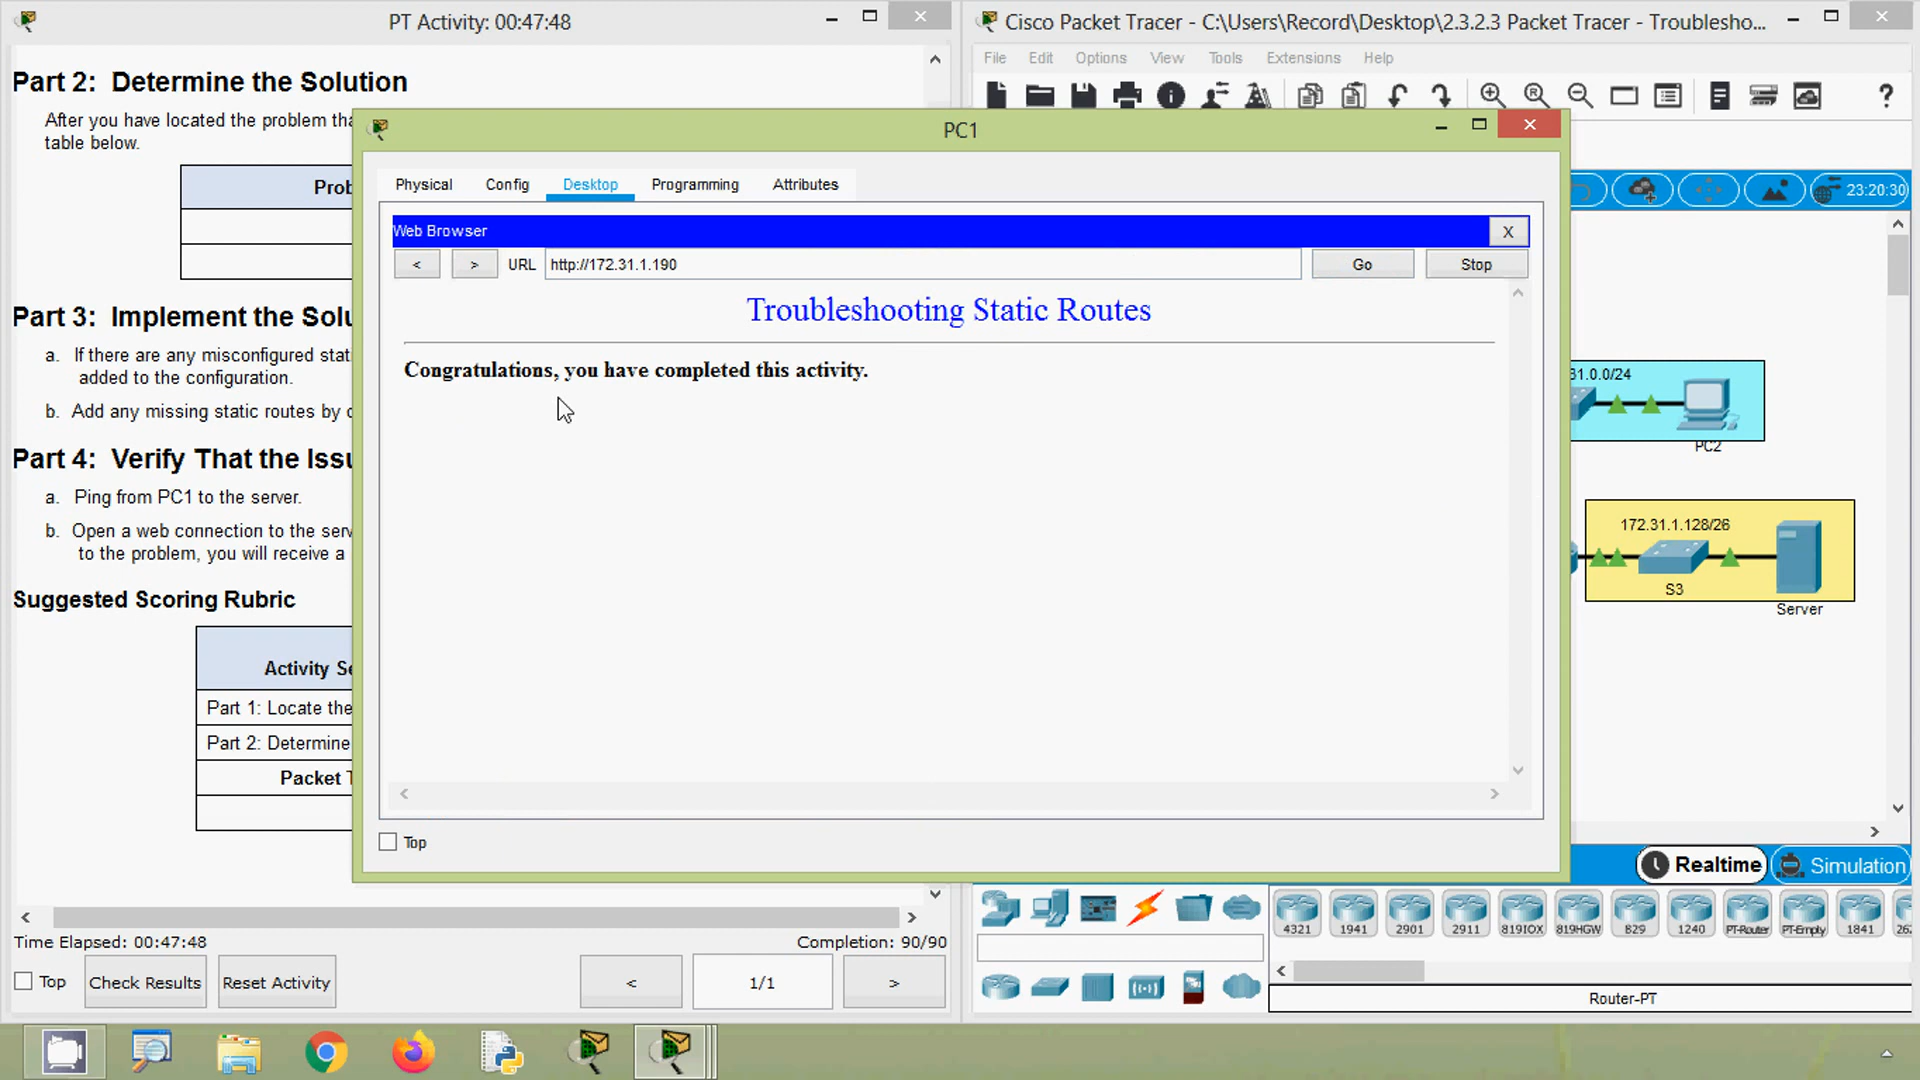 PT Activity: 00:47:48
Part 2: Determine the Solution
After you have located the problem tha
table below.
Prob
Part 3: Implement the Solu
a. If there are any misconfigured stat
added to the configuration.
b. Add any missing static routes by c
Part 4: Verify That the Issu
a. Ping from PC1 to the server.
b. Open a web connection to the serv
to the problem, you will receive a
Suggested Scoring Rubric
Activity Se
Part 1: Locate the
Part 2: Determine
Packet T
Time Elapsed: 00:47:48
Completion: 90/90
Top
Check Results
Reset Activity
<
1/1
>
Cisco Packet Tracer - C:\Users\Record\Desktop\2.3.2.3 Packet Tracer - Troublesho...
File Edit Options View Tools Extensions Help
23:20:30
PC1
Physical Config Desktop Programming Attributes
Web Browser
X
< > URL http://172.31.1.190 Go Stop
Troubleshooting Static Routes
Congratulations, you have completed this activity.
Top
31.0.0/24
PC2
172.31.1.128/26
S3
Server
Realtime
Simulation
4321 1941 2901 2911 819IOX 819HGW 829 1240 PT-Router PT-Empty 1841 262
Router-PT